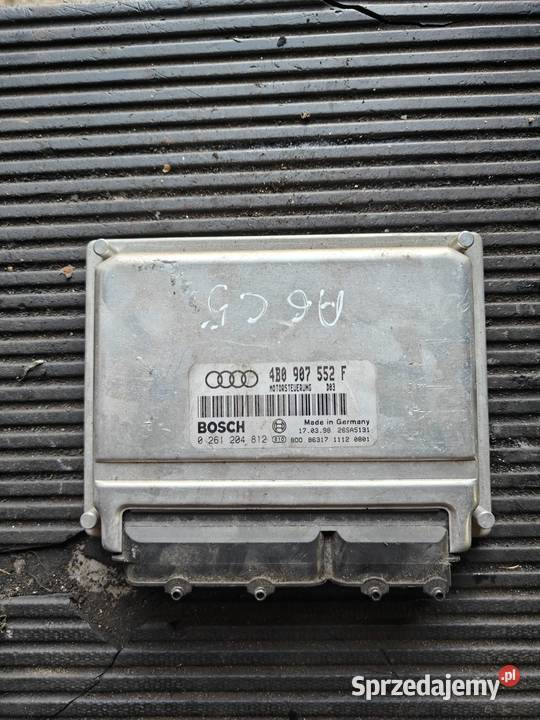 A6 C5
4B0 907 552 F
MOTORSTEUERUNG D03
BOSCH
Made in Germany
17.03.98 26SA5131
0 261 204 812
Sprzedajemy.pl